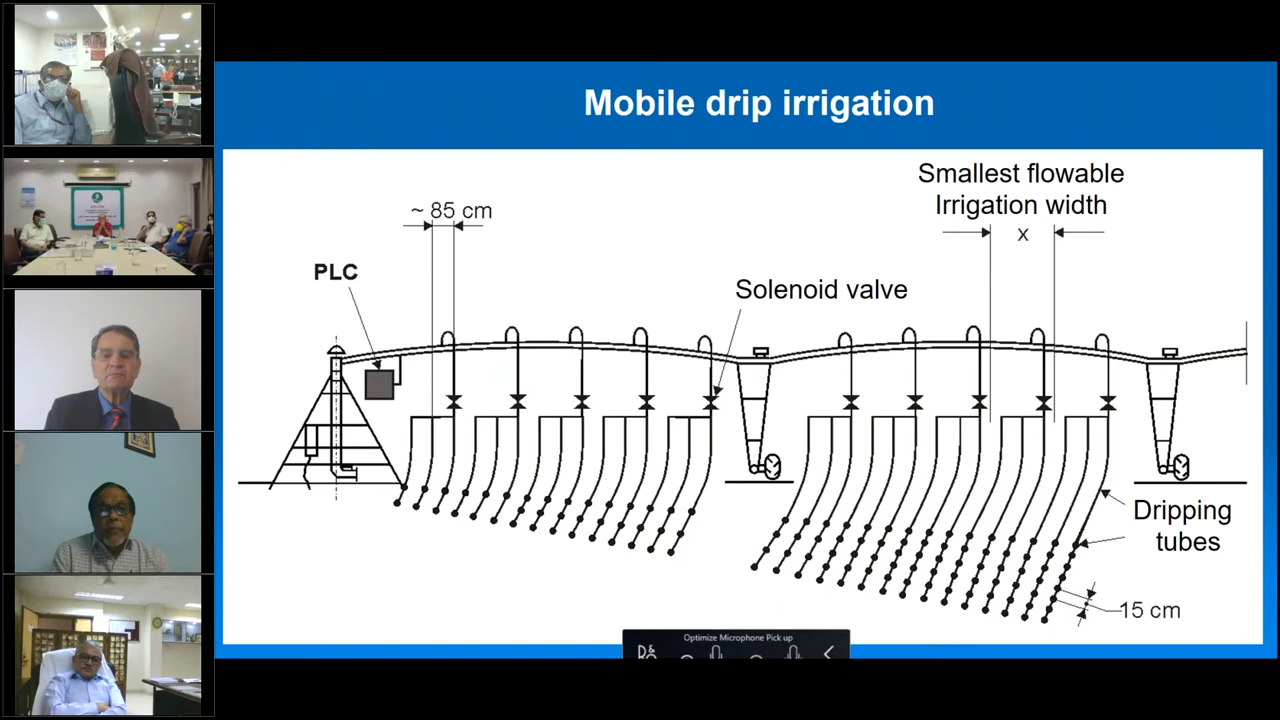 Mobile drip irrigation
Smallest flowable
Irrigation width
x
~ 85 cm
PLC
Solenoid valve
Dripping
tubes
15 cm
Optimize Microphone Pick up